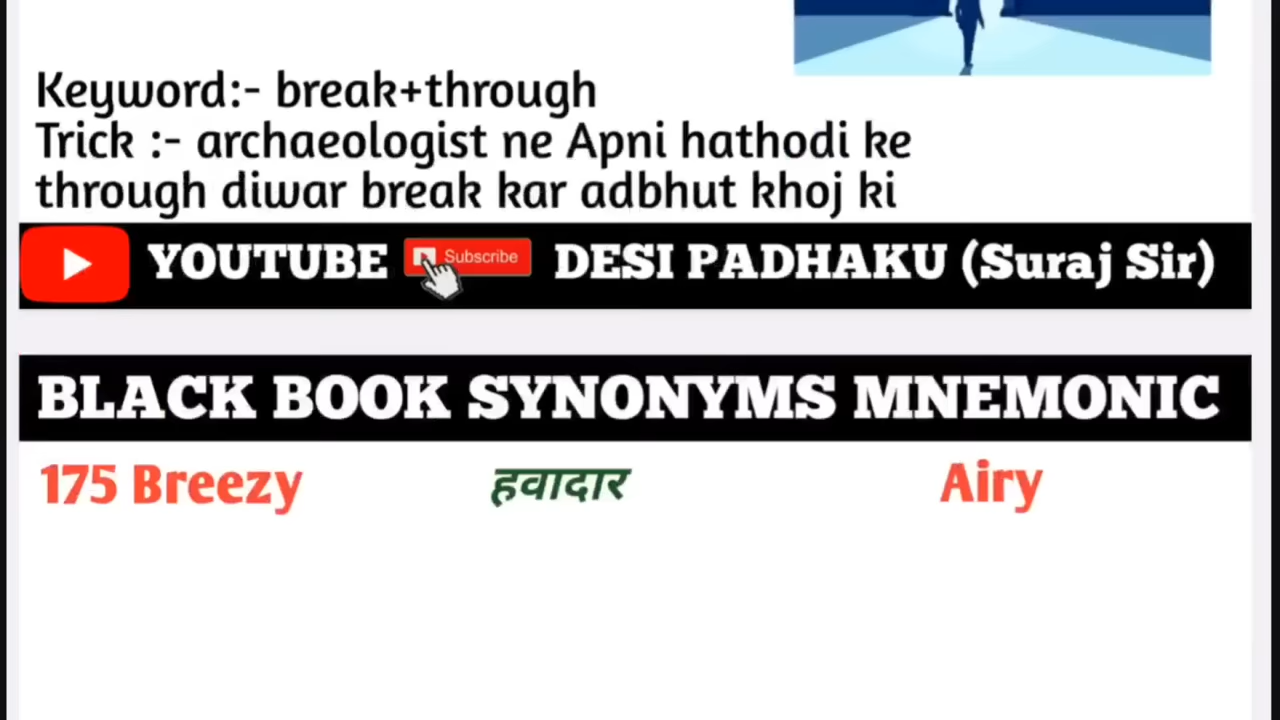 Keyword:- break+through
Trick :- archaeologist ne Apni hathodi ke
through diwar break kar adbhut khoj ki
YOUTUBE Subscribe DESI PADHAKU (Suraj Sir)
BLACK BOOK SYNONYMS MNEMONIC
175 Breezy हवादार Airy